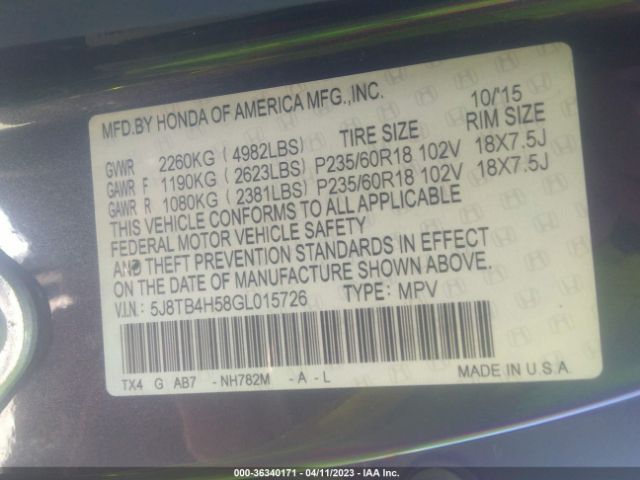 MFD.BY HONDA OF AMERICA MFG.,INC. 10/'15
GVWR 2260KG ( 4982LBS) TIRE SIZE RIM SIZE
GAWR F 1190KG ( 2623LBS) P235/60R18 102V 18X7.5J
GAWR R 1080KG ( 2381LBS) P235/60R18 102V 18X7.5J
THIS VEHICLE CONFORMS TO ALL APPLICABLE
FEDERAL MOTOR VEHICLE SAFETY
AND THEFT PREVENTION STANDARDS IN EFFECT
ON THE DATE OF MANUFACTURE SHOWN ABOVE.
V.I.N.: 5J8TB4H58GL015726 TYPE: MPV
TX4 G AB7 -NH782M -A -L MADE IN U.S.A.
000-36340171 - 04/11/2023 - IAA Inc.